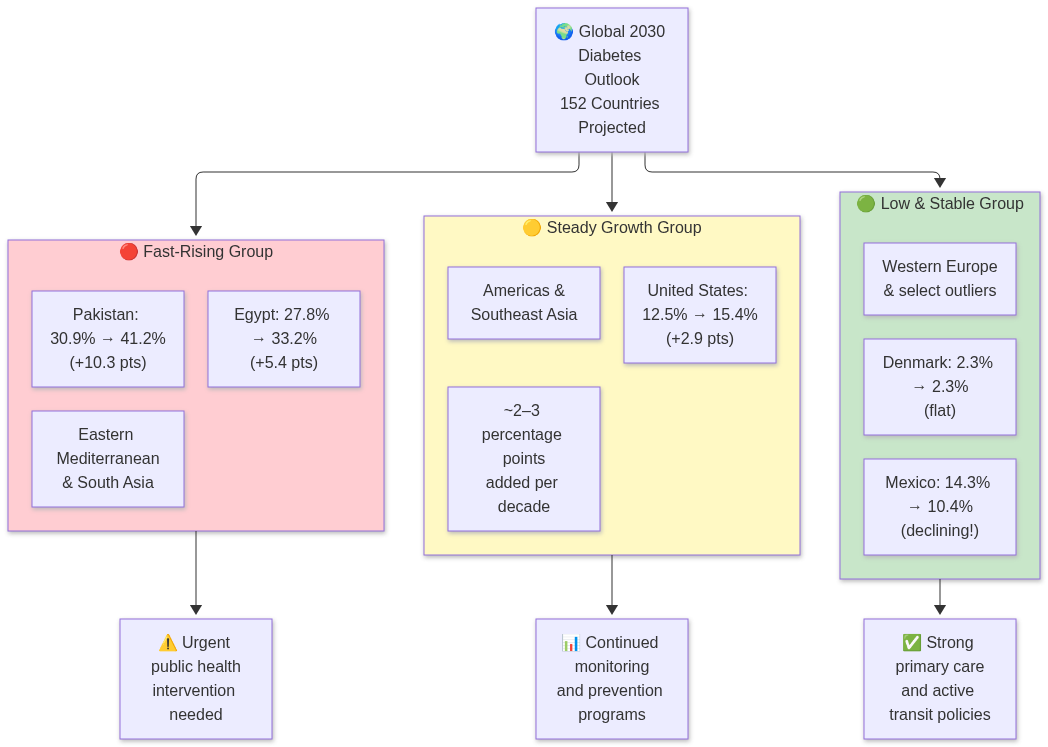 🌍 Global 2030
Diabetes
Outlook
152 Countries
Projected
🔴 Fast-Rising Group
Pakistan:
30.9% → 41.2%
(+10.3 pts)
Egypt: 27.8%
→ 33.2%
(+5.4 pts)
Eastern
Mediterranean
& South Asia
🟡 Steady Growth Group
Americas &
Southeast Asia
United States:
12.5% → 15.4%
(+2.9 pts)
~2–3
percentage
points
added per
decade
🟢 Low & Stable Group
Western Europe
& select outliers
Denmark: 2.3%
→ 2.3%
(flat)
Mexico: 14.3%
→ 10.4%
(declining!)
⚠️ Urgent
public health
intervention
needed
📊 Continued
monitoring
and prevention
programs
✅ Strong
primary care
and active
transit policies